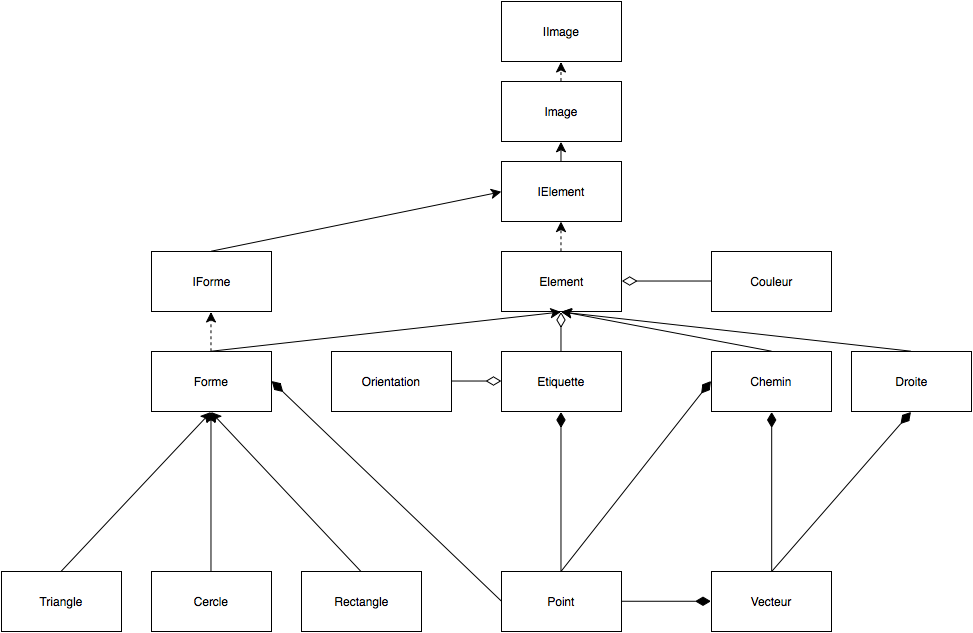 IImage
Image
IElement
IForme
Element
Couleur
Forme
Orientation
Etiquette
Chemin
Droite
Triangle
Cercle
Rectangle
Point
Vecteur